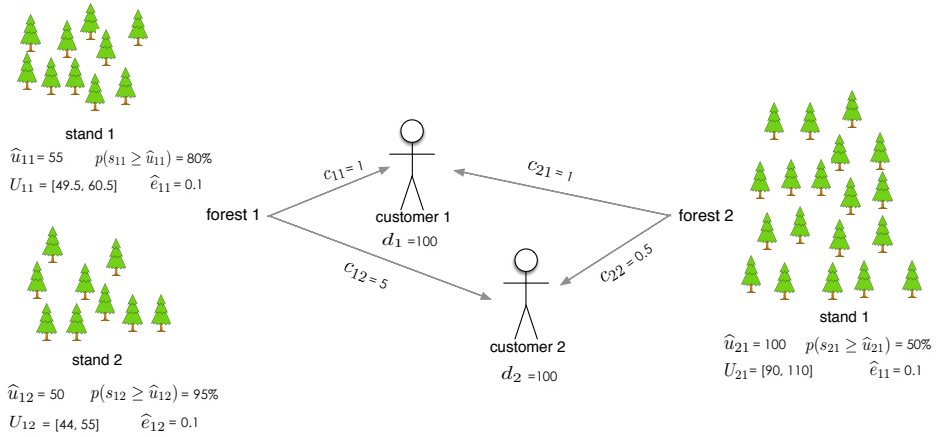 stand 1
û₁₁ = 55 p(s₁₁ ≥ û₁₁) = 80%
U₁₁ = [49.5, 60.5] ê₁₁ = 0.1
forest 1
stand 2
û₁₂ = 50 p(s₁₂ ≥ û₁₂) = 95%
U₁₂ = [44, 55] ê₁₂ = 0.1
c₁₁ = 1
c₁₂ = 5
customer 1
d₁ =100
c₂₁ = 1
c₂₂ = 0.5
customer 2
d₂ =100
forest 2
stand 1
û₂₁ = 100 p(s₂₁ ≥ û₂₁) = 50%
U₂₁ = [90, 110] ê₁₁ = 0.1